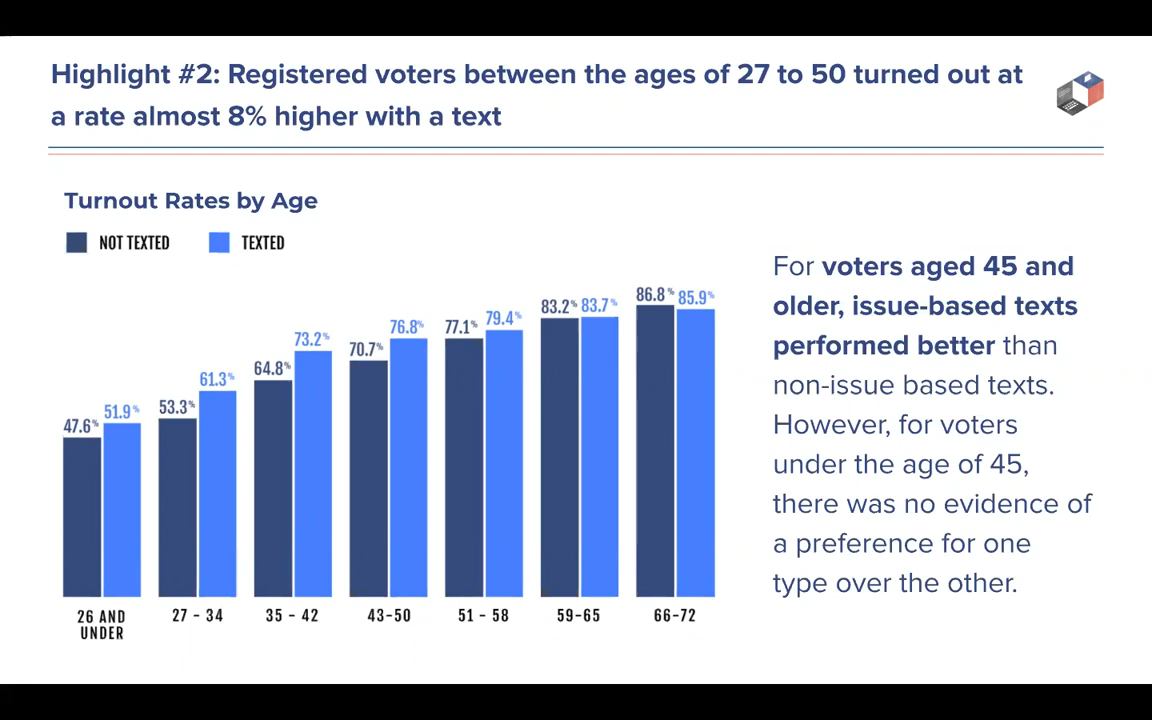 Highlight #2: Registered voters between the ages of 27 to 50 turned out at
a rate almost 8% higher with a text
Turnout Rates by Age
NOT TEXTED
TEXTED
47.6%
51.9%
53.3%
61.3%
64.8%
73.2%
70.7%
76.8%
77.1%
79.4%
83.2%
83.7%
86.8%
85.9%
26 AND
UNDER
27 - 34
35 - 42
43-50
51 - 58
59-65
66-72
For voters aged 45 and
older, issue-based texts
performed better than
non-issue based texts.
However, for voters
under the age of 45,
there was no evidence of
a preference for one
type over the other.